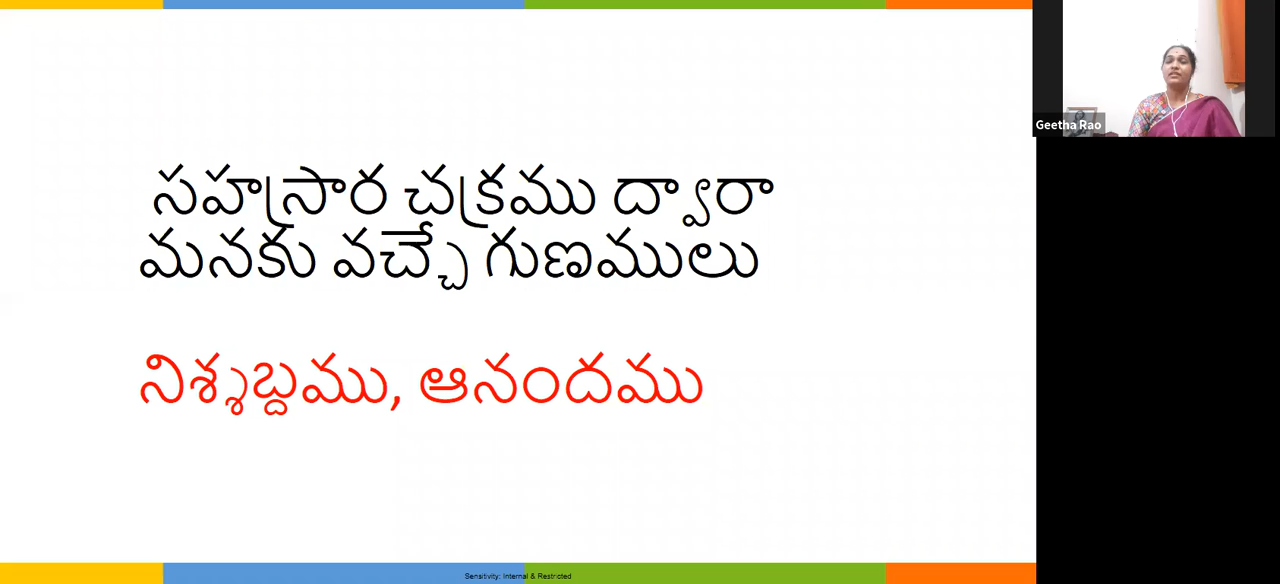 సహస్రార చక్రము ద్వారా
మనకు వచ్చే గుణములు
నిశ్శబ్దము, ఆనందము
Geetha Rao
Sensitivity: Internal & Restricted